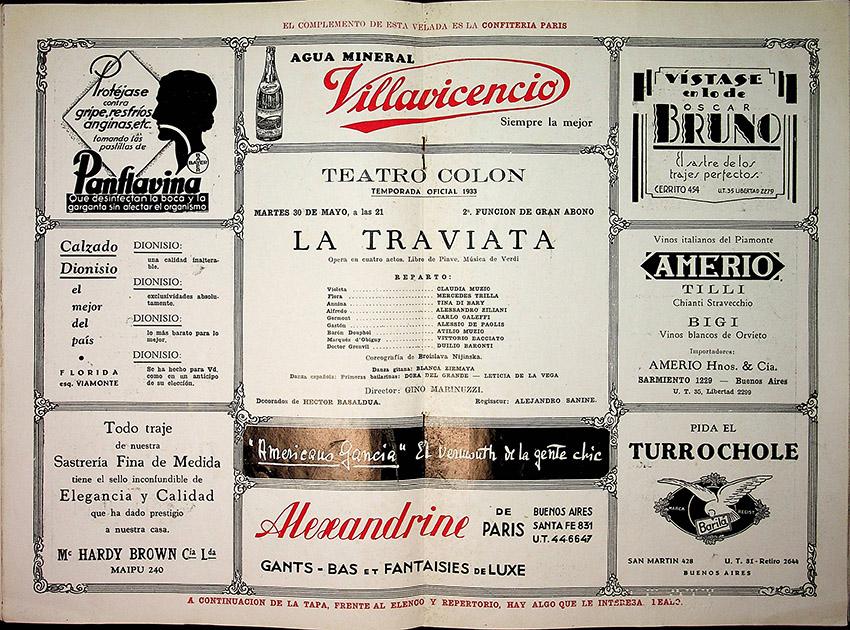 EL COMPLEMENTO DE ESTA VELADA ES LA CONFITERIA PARIS
Protéjase
contra
gripe, resfríos,
anginas, etc.
tomando las
pastillas de
BAYER
Panflavina
Que desinfectan la boca y la
garganta sin afectar el organismo
AGUA MINERAL
Villavicencio
Siempre la mejor
VÍSTASE
en lo de
OSCAR
BRUNO
El sastre de los
trajes perfectos.
CERRITO 454 U.T. 35 LIBERTAD 2279
TEATRO COLON
TEMPORADA OFICIAL 1933
MARTES 30 DE MAYO, a las 21 2ª. FUNCION DE GRAN ABONO
LA TRAVIATA
Opera en cuatro actos. Libro de Piave. Música de Verdi
REPARTO:
Violeta CLAUDIA MUZIO
Flora MERCEDES TRILLA
Annina TINA DI BARY
Alfredo ALESSANDRO ZILIANI
Germont CARLO GALEFFI
Gastón ALESSIO DE PAOLIS
Barón Douphol ATILIO MUZIO
Marqués d'Obigny VITTORIO BACCIATO
Doctor Grenvil DUILIO BARONTI
Coreografía de Broislava Nijinska.
Danza gitana: BLANCA ZIRMAYA
Danza española: Primeras bailarinas: DORA DEL GRANDE — LETICIA DE LA VEGA
Director: GINO MARINUZZI.
Decorados de HECTOR BASALDUA. Regisseur: ALEJANDRO SANINE.
Calzado
Dionisio
el
mejor
del
país
•
FLORIDA
esq. VIAMONTE
DIONISIO:
una calidad inaltera-
ble.
DIONISIO:
exclusividades absolu-
tamente.
DIONISIO:
lo más barato para lo
mejor.
DIONISIO:
Se ha hecho para Vd.
como en un anticipo
de su elección.
Vinos italianos del Piamonte
AMERIO
TILLI
Chianti Stravecchio
BIGI
Vinos blancos de Orvieto
Importadores:
AMERIO Hnos. & Cía.
SARMIENTO 1229 — Buenos Aires
U. T. 35, Libertad 2299
Todo traje
de nuestra
Sastrería Fina de Medida
tiene el sello inconfundible de
Elegancia y Calidad
que ha dado prestigio
a nuestra casa.
Mc HARDY BROWN Cía Lda
MAIPU 240
"Americano Gancia" El Vermouth de la gente chic
Alexandrine
DE
PARIS
BUENOS AIRES
SANTA FE 831
U.T. 44-6647
GANTS - BAS ET FANTAISIES DE LUXE
PIDA EL
TURROCHOLE
MARCA REGIST
Barilá
SAN MARTIN 428 U. T. 31 - Retiro 2644
BUENOS AIRES
A CONTINUACION DE LA TAPA, FRENTE AL ELENCO Y REPERTORIO, HAY ALGO QUE LE INTERESA. LEALO.